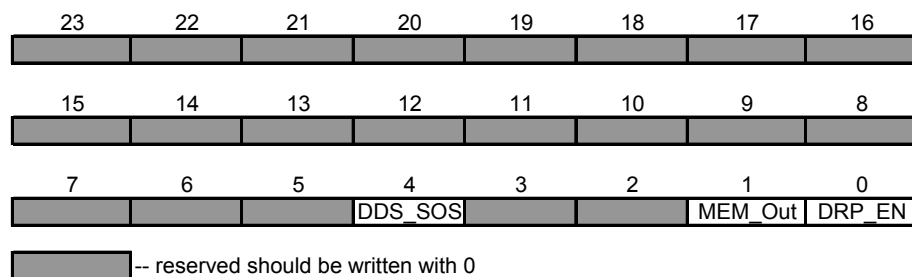 23 22 21 20 19 18 17 16
15 14 13 12 11 10 9 8
7 6 5 4 3 2 1 0
DDS_SOS MEM_Out DRP_EN
-- reserved should be written with 0